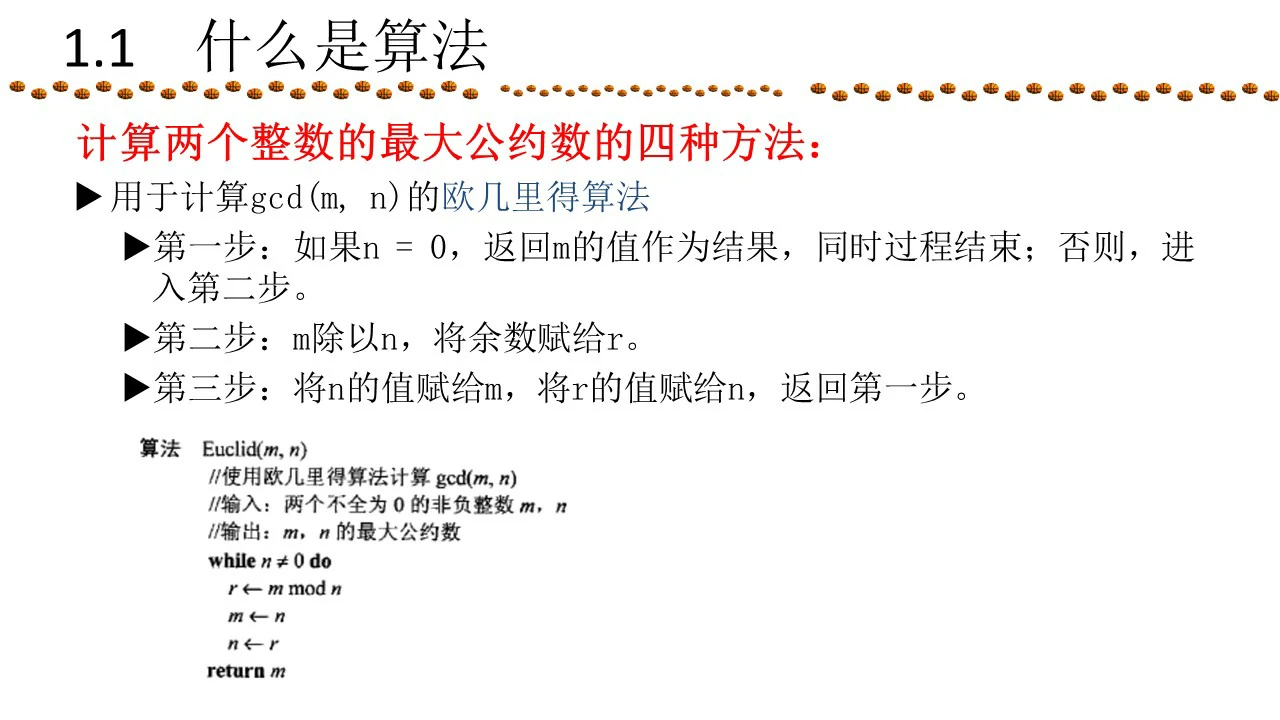 1.1 什么是算法
计算两个整数的最大公约数的四种方法：
▶用于计算gcd(m, n)的欧几里得算法
▶第一步：如果n = 0，返回m的值作为结果，同时过程结束；否则，进
入第二步。
▶第二步：m除以n，将余数赋给r。
▶第三步：将n的值赋给m，将r的值赋给n，返回第一步。
算法 Euclid(m, n)
//使用欧几里得算法计算 gcd(m, n)
//输入：两个不全为 0 的非负整数 m，n
//输出：m，n 的最大公约数
while n ≠ 0 do
r ← m mod n
m ← n
n ← r
return m